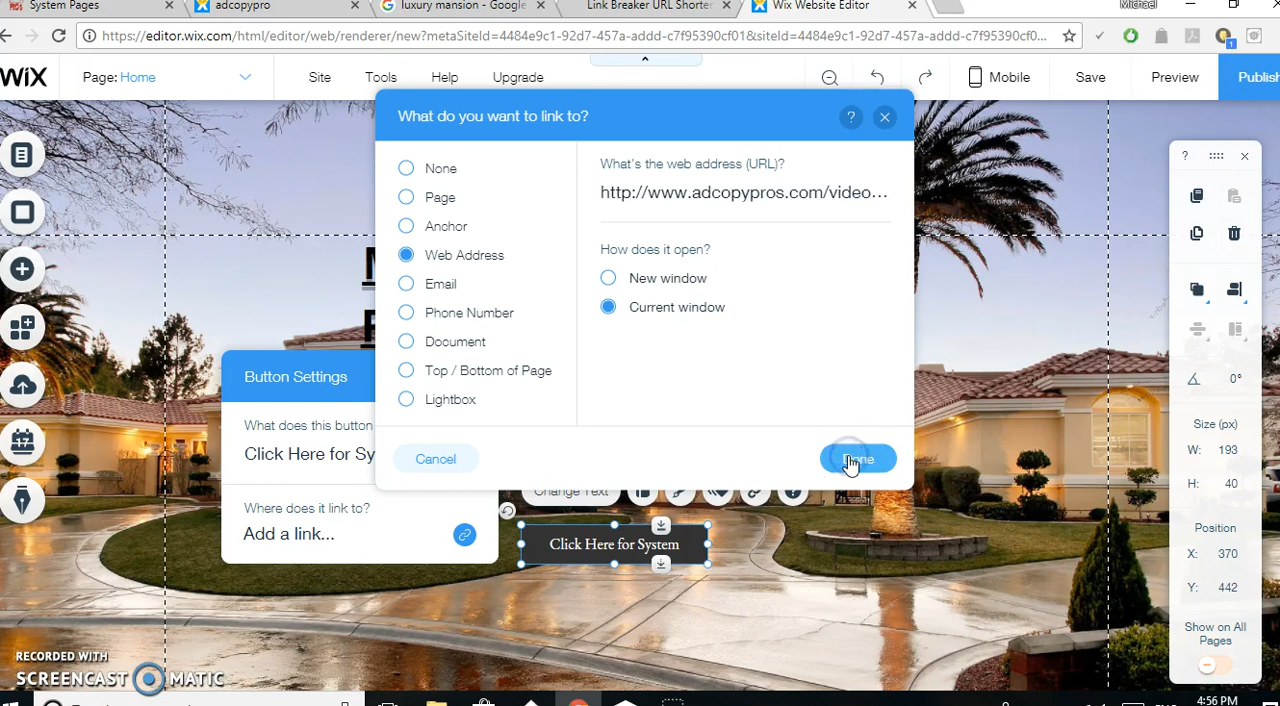 System Pages
adcopypro
luxury mansion - Google
Link Breaker URL Shorte
Wix Website Editor
Michael
https://editor.wix.com/html/editor/web/renderer/new?metaSiteId=4484e9c1-92d7-457a-addd-c7f95390cf01&siteId=4484e9c1-92d7-457a-addd-c7f95390cf0...
WiX
Page: Home
Site
Tools
Help
Upgrade
Mobile
Save
Preview
Publish
What do you want to link to?
?
None
Page
Anchor
Web Address
Email
Phone Number
Document
Top / Bottom of Page
Lightbox
What's the web address (URL)?
http://www.adcopypros.com/video...
How does it open?
New window
Current window
Cancel
Done
Button Settings
What does this button
Click Here for Sy
Where does it link to?
Add a link...
Change Text
Click Here for System
?
0°
Size (px)
W: 193
H: 40
Position
X: 370
Y: 442
Show on All
Pages
17
RECORDED WITH
SCREENCAST MATIC
4:56 PM